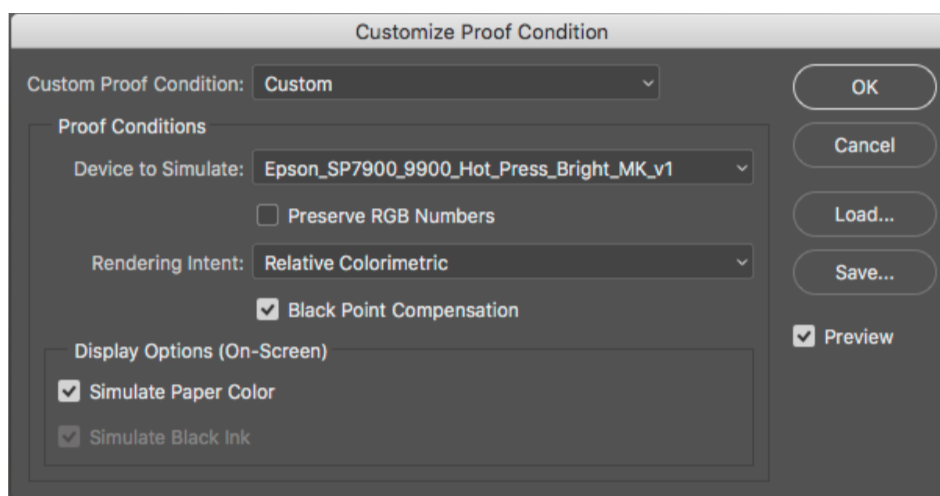 Customize Proof Condition
Custom Proof Condition: Custom
OK
Proof Conditions
Cancel
Device to Simulate: Epson_SP7900_9900_Hot_Press_Bright_MK_v1
Preserve RGB Numbers
Load...
Rendering Intent: Relative Colorimetric
Save...
Black Point Compensation
Preview
Display Options (On-Screen)
Simulate Paper Color
Simulate Black Ink